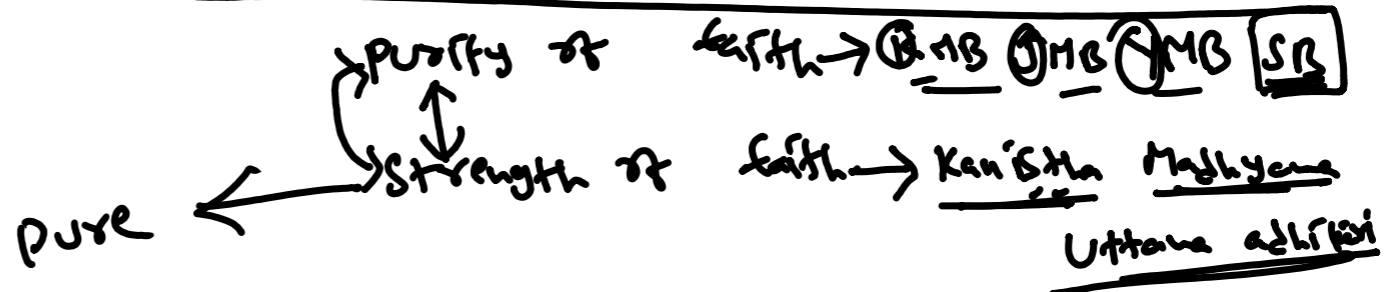 purity of faith → KMB JMB YMB SB
Strength of faith → Kanistha Madhyama
pure
Uttama adhikari